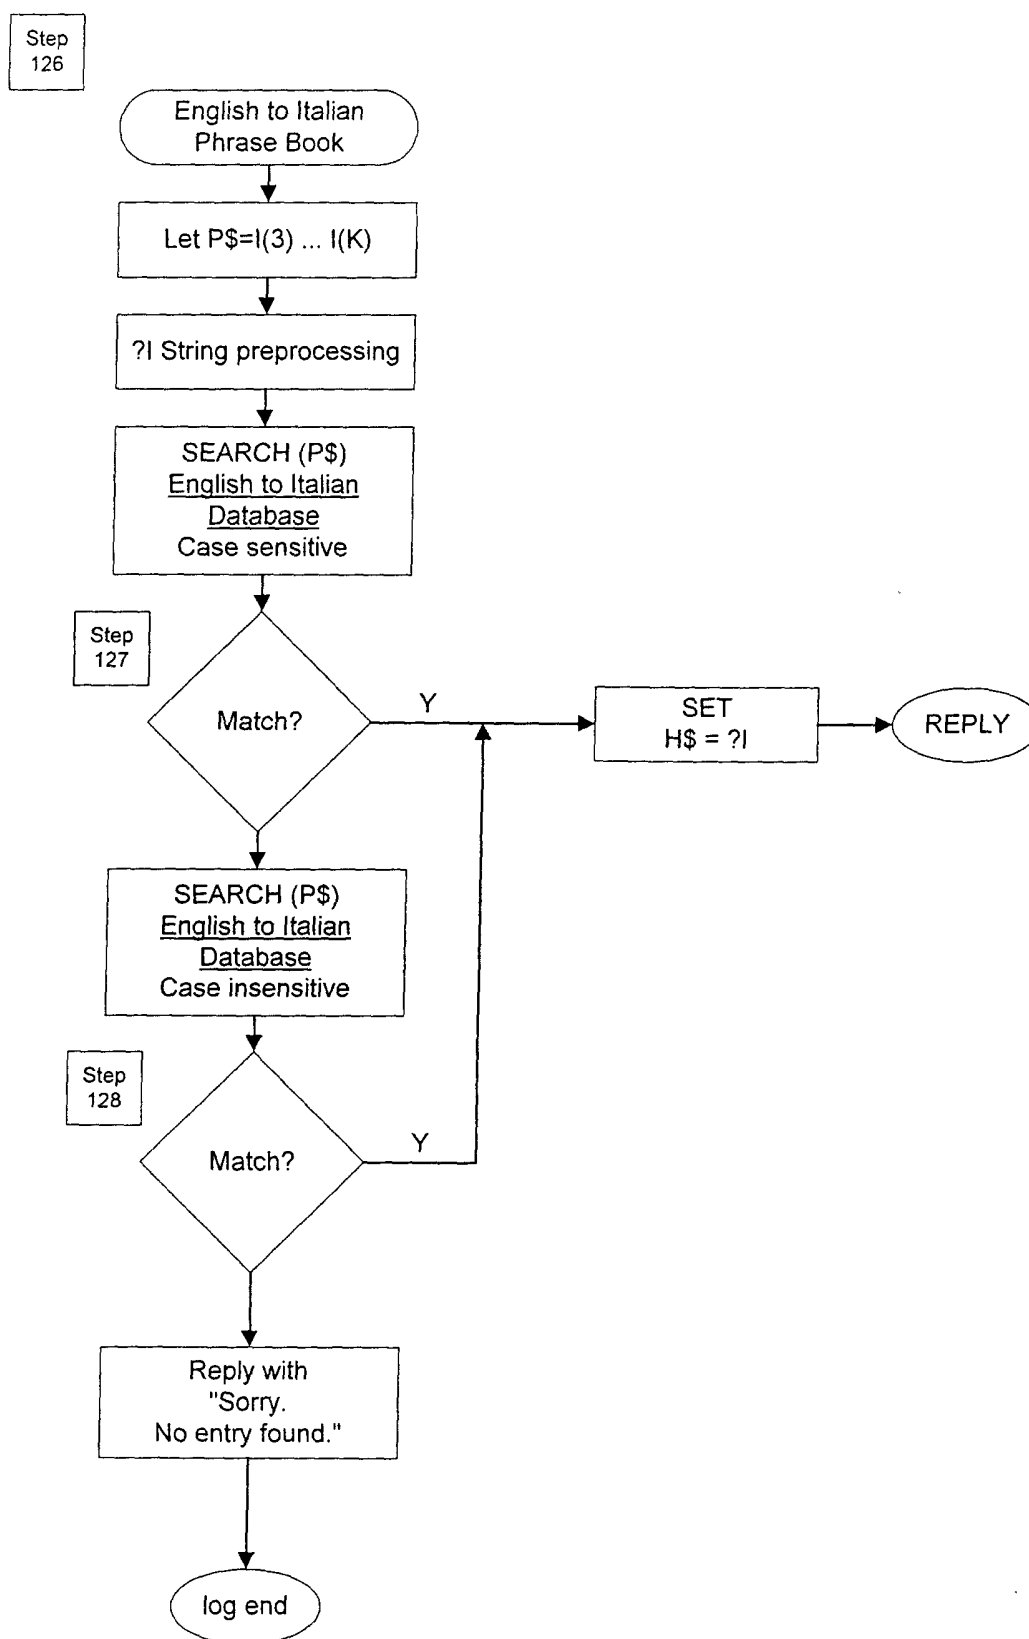 Step
126
English to Italian
Phrase Book
Let P$=I(3) ... I(K)
?I String preprocessing
SEARCH (P$)
English to Italian
Database
Case sensitive
Step
127
Match?
Y
SET
H$ = ?I
REPLY
SEARCH (P$)
English to Italian
Database
Case insensitive
Step
128
Match?
Y
Reply with
"Sorry.
No entry found."
log end